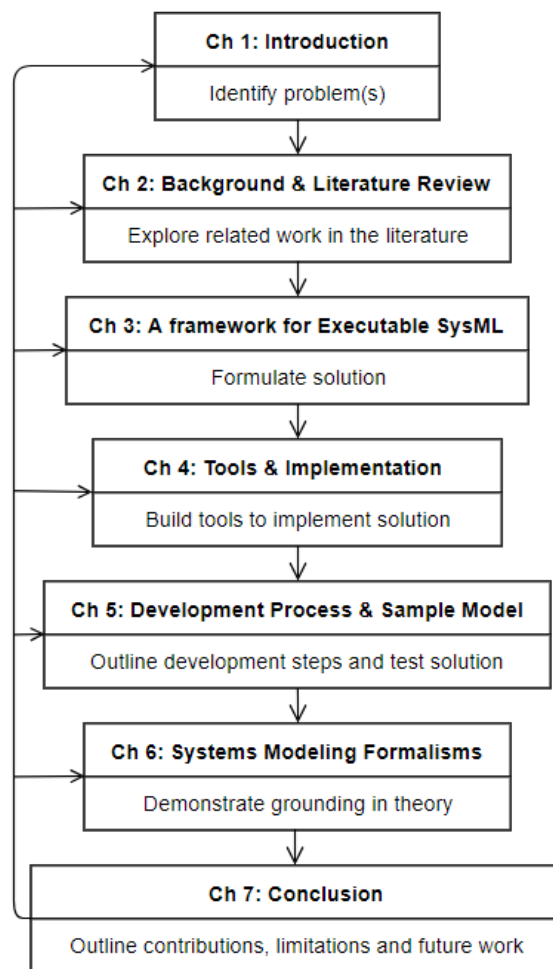 Ch 1: Introduction
Identify problem(s)
Ch 2: Background & Literature Review
Explore related work in the literature
Ch 3: A framework for Executable SysML
Formulate solution
Ch 4: Tools & Implementation
Build tools to implement solution
Ch 5: Development Process & Sample Model
Outline development steps and test solution
Ch 6: Systems Modeling Formalisms
Demonstrate grounding in theory
Ch 7: Conclusion
Outline contributions, limitations and future work